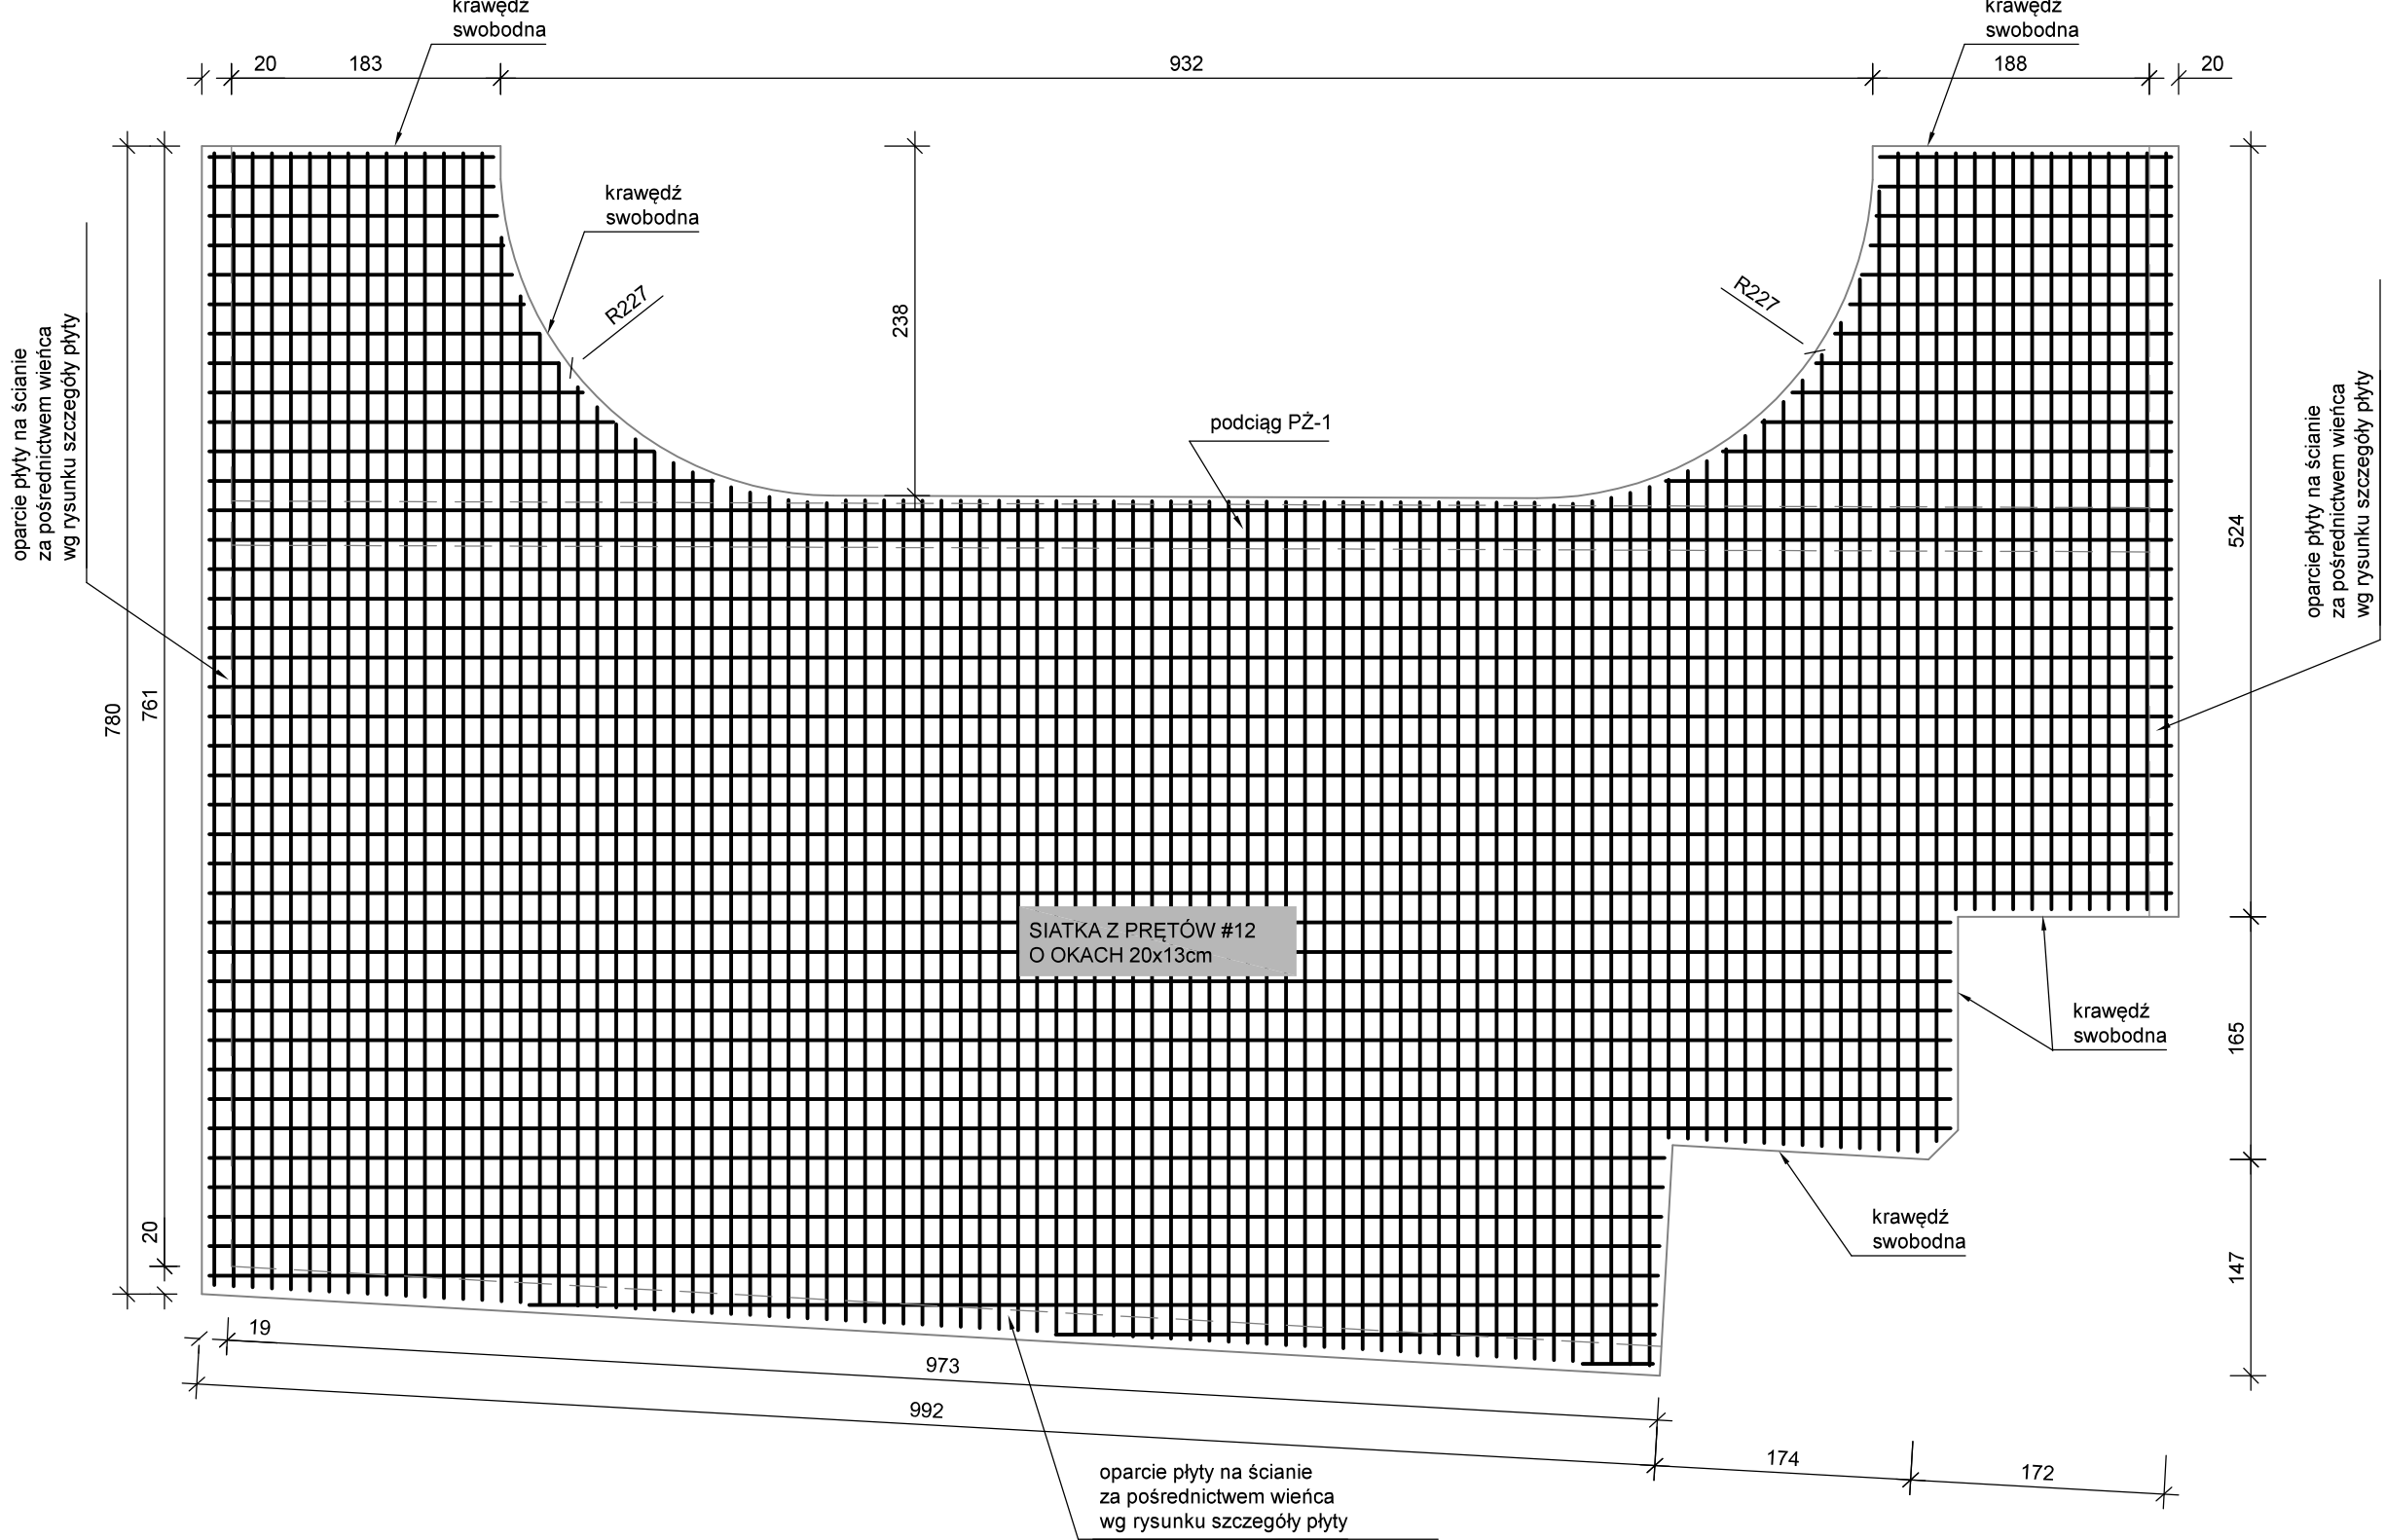 krawędź
swobodna
krawędź
swobodna
20
183
932
188
20
krawędź
swobodna
R227
R227
238
podciąg PŻ-1
oparcie płyty na ścianie
za pośrednictwem wieńca
wg rysunku szczegóły płyty
oparcie płyty na ścianie
za pośrednictwem wieńca
wg rysunku szczegóły płyty
780
761
20
524
165
147
SIATKA Z PRĘTÓW #12
O OKACH 20x13cm
krawędź
swobodna
krawędź
swobodna
19
973
992
174
172
oparcie płyty na ścianie
za pośrednictwem wieńca
wg rysunku szczegóły płyty